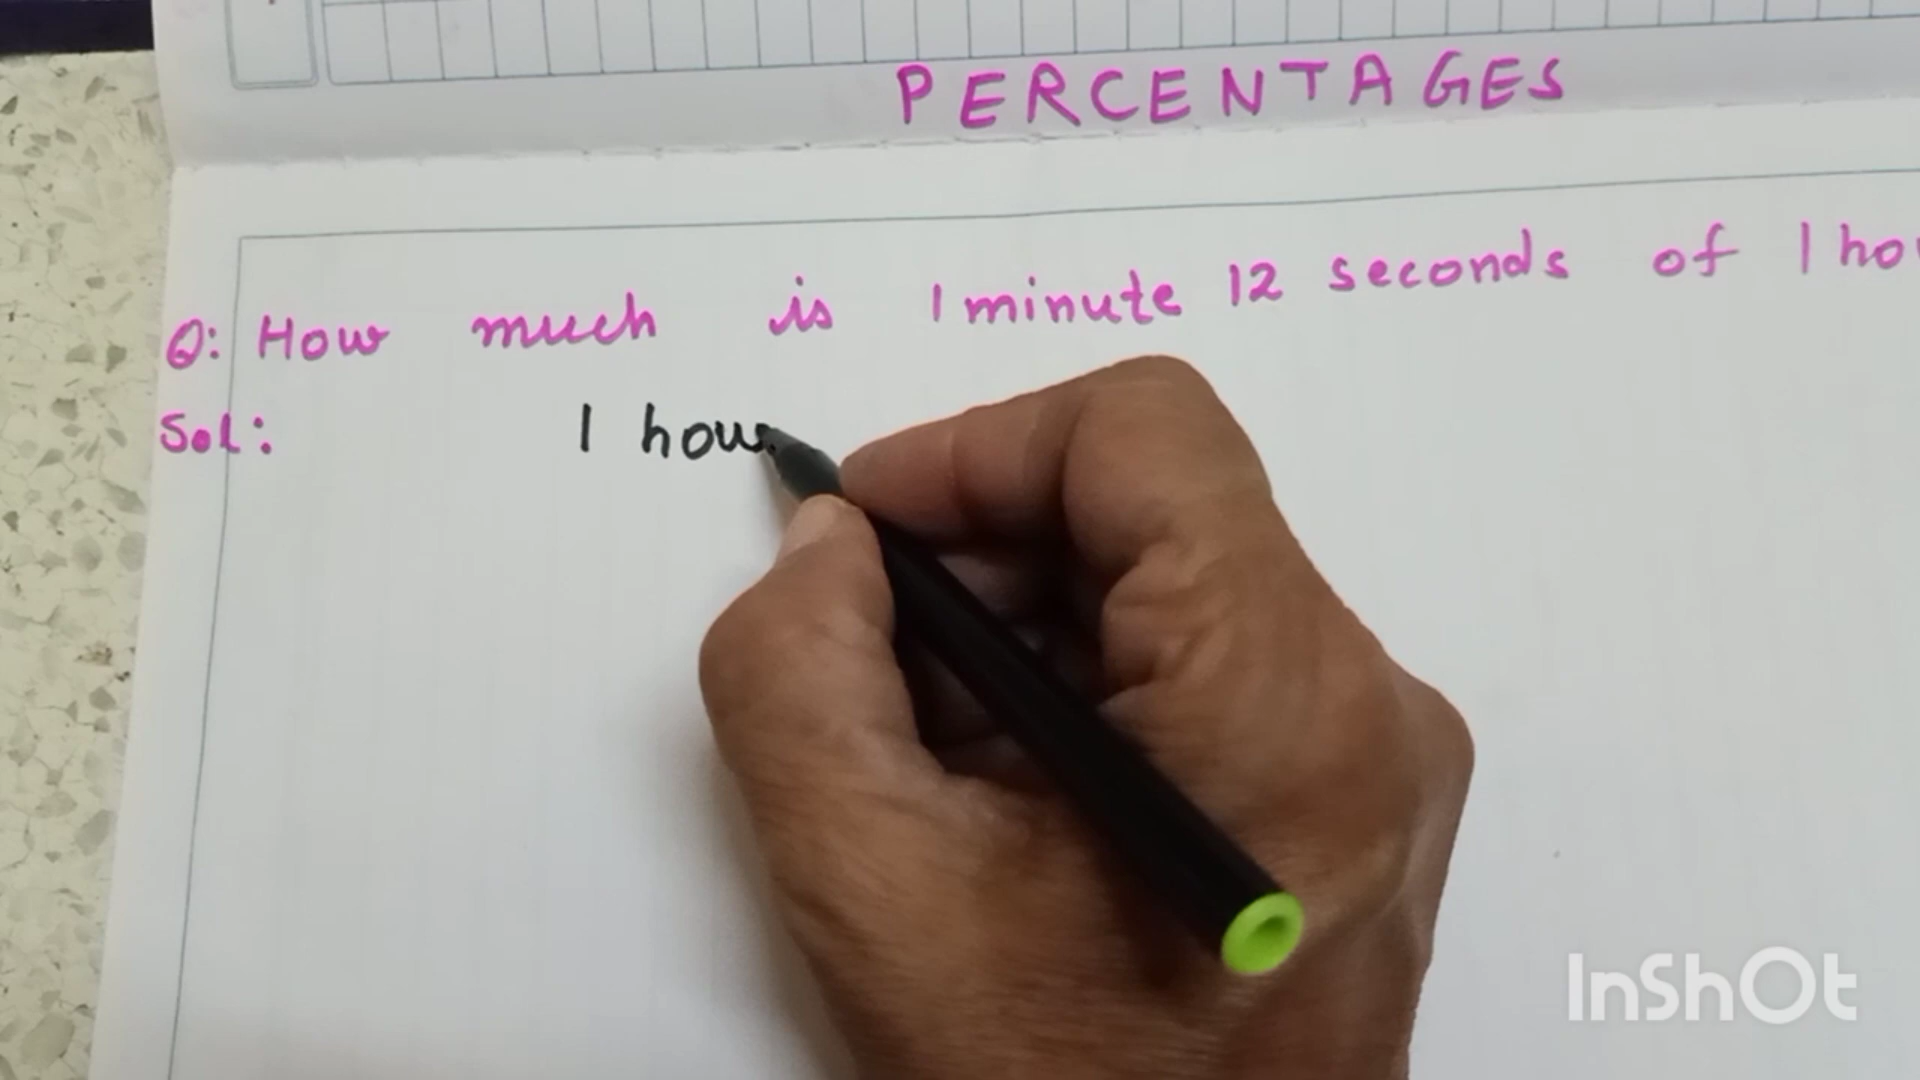 PERCENTAGES
Q: How much is 1 minute 12 seconds of 1 ho
Sol: 1 hou
InShOt